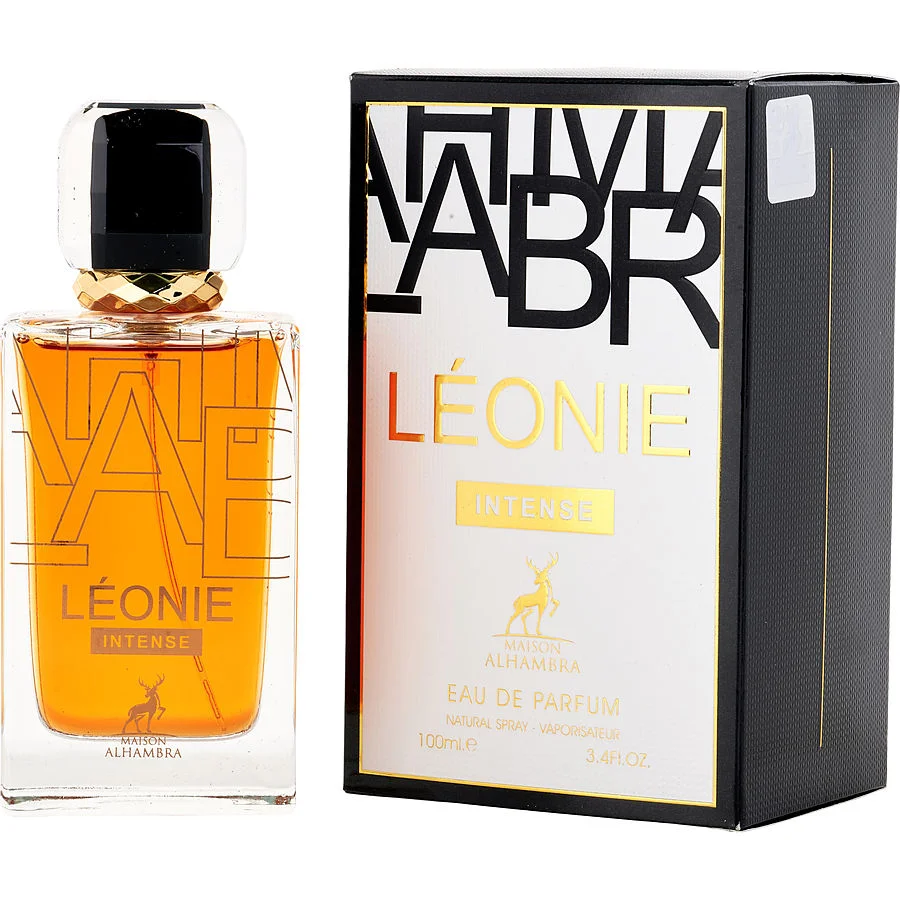 LÉONIE
INTENSE
MAISON
ALHAMBRA
LÉONIE
INTENSE
MAISON
ALHAMBRA
EAU DE PARFUM
NATURAL SPRAY - VAPORISATEUR
100ml.e
3.4Fl.OZ.